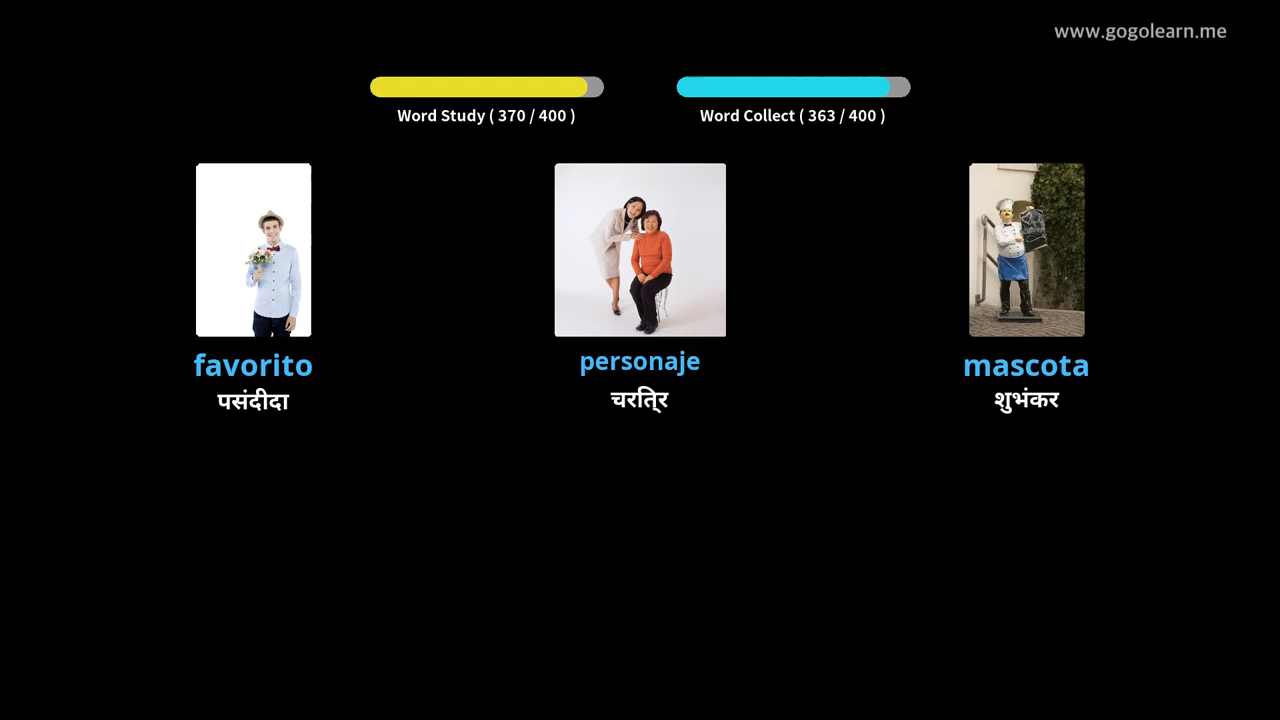 www.gogolearn.me
Word Study ( 370 / 400 )
Word Collect ( 363 / 400 )
favorito
personaje
mascota
पसंदीदा
चरित्र
शुभंकर